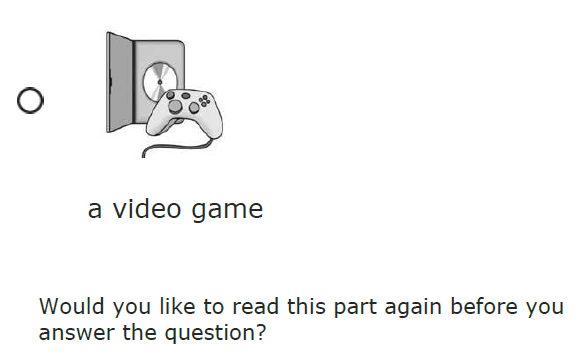 a video game
Would you like to read this part again before you
answer the question?